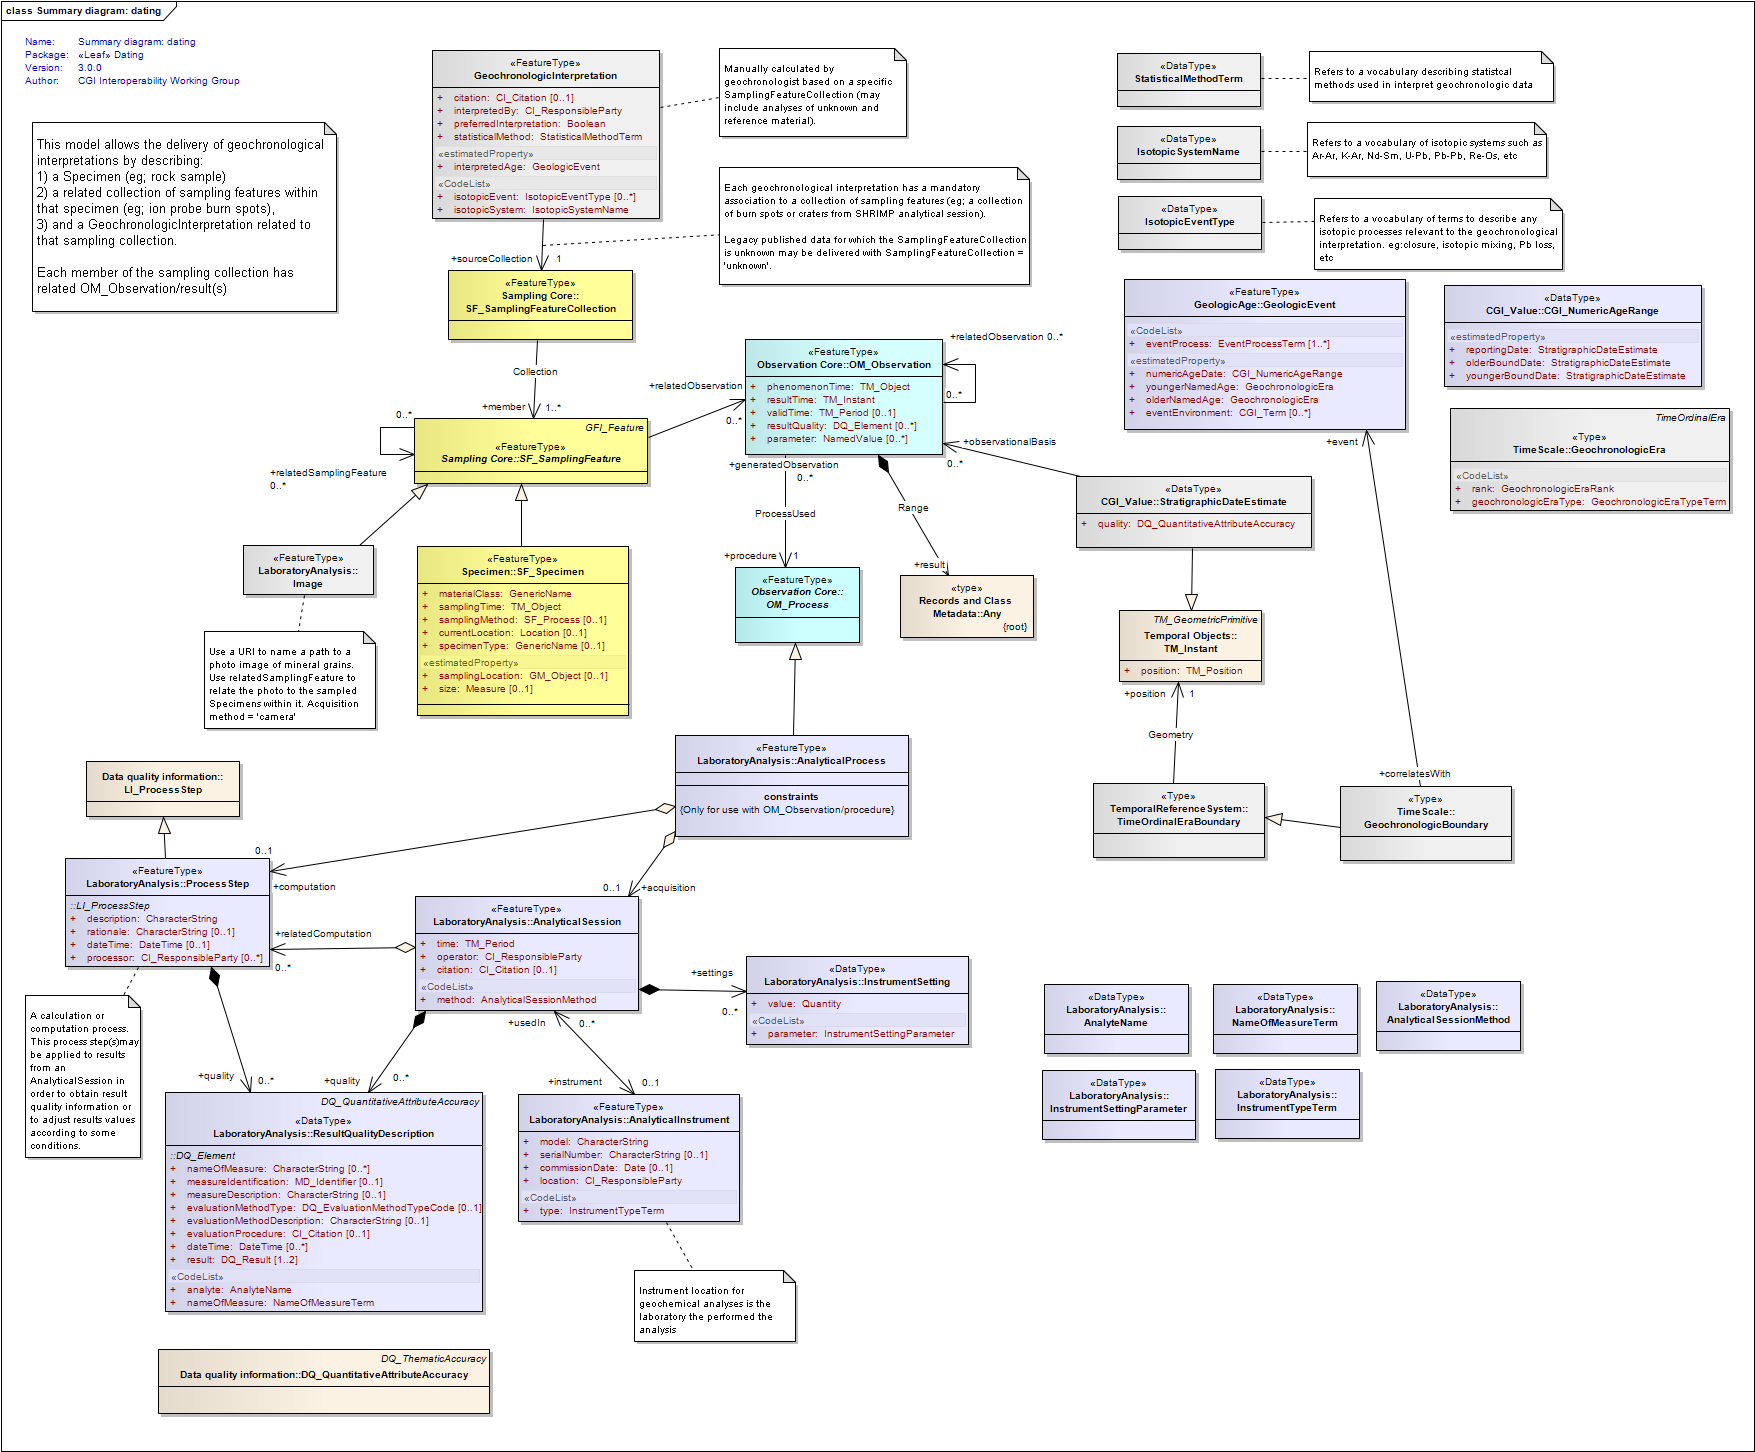 class Summary diagram: dating
Name: Summary diagram: dating
Package: «Leaf» Dating
Version: 3.0.0
Author: CGI Interoperability Working Group
This model allows the delivery of geochronological
interpretations by describing:
1) a Specimen (eg; rock sample)
2) a related collection of sampling features within
that specimen (eg; ion probe burn spots),
3) and a GeochronologicInterpretation related to
that sampling collection.
Each member of the sampling collection has
related OM_Observation/result(s)
«FeatureType»
GeochronologicInterpretation
+ citation: CI_Citation [0..1]
+ interpretedBy: CI_ResponsibleParty
+ preferredInterpretation: Boolean
+ statisticalMethod: StatisticalMethodTerm
«estimatedProperty»
+ interpretedAge: GeologicEvent
«CodeList»
+ isotopicEvent: IsotopicEventType [0..*]
+ isotopicSystem: IsotopicSystemName
Manually calculated by
geochronologist based on a specific
SamplingFeatureCollection (may
include analyses of unknown and
reference material).
Each geochronological interpretation has a mandatory
association to a collection of sampling features (eg; a collection
of burn spots or craters from SHRIMP analytical session).
Legacy published data for which the SamplingFeatureCollection
is unknown may be delivered with SamplingFeatureCollection =
'unknown'.
«DataType»
StatisticalMethodTerm
Refers to a vocabulary describing statistcal
methods used in interpret geochronologic data
«DataType»
IsotopicSystemName
Refers to a vocabulary of isotopic systems such as
Ar-Ar, K-Ar, Nd-Sm, U-Pb, Pb-Pb, Re-Os, etc
«DataType»
IsotopicEventType
Refers to a vocabulary of terms to describe any
isotopic processes relevant to the geochronological
interpretation. eg:closure, isotopic mixing, Pb loss,
etc
+sourceCollection
1
«FeatureType»
Sampling Core::
SF_SamplingFeatureCollection
Collection
+member
1..*
0..*
+relatedSamplingFeature
0..*
GFI_Feature
«FeatureType»
Sampling Core::SF_SamplingFeature
+relatedObservation
0..*
+relatedObservation 0..*
0..*
«FeatureType»
Observation Core::OM_Observation
+ phenomenonTime: TM_Object
+ resultTime: TM_Instant
+ validTime: TM_Period [0..1]
+ resultQuality: DQ_Element [0..*]
+ parameter: NamedValue [0..*]
+generatedObservation
0..*
ProcessUsed
+procedure
1
Range
+result
+observationalBasis
0..*
«FeatureType»
GeologicAge::GeologicEvent
«CodeList»
+ eventProcess: EventProcessTerm [1..*]
«estimatedProperty»
+ numericAgeDate: CGI_NumericAgeRange
+ youngerNamedAge: GeochronologicEra
+ olderNamedAge: GeochronologicEra
+ eventEnvironment: CGI_Term [0..*]
«DataType»
CGI_Value::CGI_NumericAgeRange
«estimatedProperty»
+ reportingDate: StratigraphicDateEstimate
+ olderBoundDate: StratigraphicDateEstimate
+ youngerBoundDate: StratigraphicDateEstimate
TimeOrdinalEra
«Type»
TimeScale::GeochronologicEra
«CodeList»
+ rank: GeochronologicEraRank
+ geochronologicEraType: GeochronologicEraTypeTerm
+event
«DataType»
CGI_Value::StratigraphicDateEstimate
+ quality: DQ_QuantitativeAttributeAccuracy
«FeatureType»
LaboratoryAnalysis::
Image
«FeatureType»
Specimen::SF_Specimen
+ materialClass: GenericName
+ samplingTime: TM_Object
+ samplingMethod: SF_Process [0..1]
+ currentLocation: Location [0..1]
+ specimenType: GenericName [0..1]
«estimatedProperty»
+ samplingLocation: GM_Object [0..1]
+ size: Measure [0..1]
Use a URI to name a path to a
photo image of mineral grains.
Use relatedSamplingFeature to
relate the photo to the sampled
Specimens within it. Acquisition
method = 'camera'
«FeatureType»
Observation Core::
OM_Process
«type»
Records and Class
Metadata::Any
{root}
TM_GeometricPrimitive
Temporal Objects::
TM_Instant
+ position: TM_Position
+position
1
Geometry
+correlatesWith
«Type»
TemporalReferenceSystem::
TimeOrdinalEraBoundary
«Type»
TimeScale::
GeochronologicBoundary
«FeatureType»
LaboratoryAnalysis::AnalyticalProcess
constraints
{Only for use with OM_Observation/procedure}
Data quality information::
LI_ProcessStep
0..1
+computation
0..1
+acquisition
«FeatureType»
LaboratoryAnalysis::ProcessStep
::LI_ProcessStep
+ description: CharacterString
+ rationale: CharacterString [0..1]
+ dateTime: DateTime [0..1]
+ processor: CI_ResponsibleParty [0..*]
+relatedComputation
0..*
«FeatureType»
LaboratoryAnalysis::AnalyticalSession
+ time: TM_Period
+ operator: CI_ResponsibleParty
+ citation: CI_Citation [0..1]
«CodeList»
+ method: AnalyticalSessionMethod
+settings
0..*
«DataType»
LaboratoryAnalysis::InstrumentSetting
+ value: Quantity
«CodeList»
+ parameter: InstrumentSettingParameter
A calculation or
computation process.
This process step(s)may
be applied to results
from an
AnalyticalSession in
order to obtain result
quality information or
to adjust results values
according to some
conditions.
+usedIn
0..*
+quality
0..*
+quality
0..*
+instrument
0..1
DQ_QuantitativeAttributeAccuracy
«DataType»
LaboratoryAnalysis::ResultQualityDescription
::DQ_Element
+ nameOfMeasure: CharacterString [0..*]
+ measureIdentification: MD_Identifier [0..1]
+ measureDescription: CharacterString [0..1]
+ evaluationMethodType: DQ_EvaluationMethodTypeCode [0..1]
+ evaluationMethodDescription: CharacterString [0..1]
+ evaluationProcedure: CI_Citation [0..1]
+ dateTime: DateTime [0..*]
+ result: DQ_Result [1..2]
«CodeList»
+ analyte: AnalyteName
+ nameOfMeasure: NameOfMeasureTerm
«FeatureType»
LaboratoryAnalysis::AnalyticalInstrument
+ model: CharacterString
+ serialNumber: CharacterString [0..1]
+ commissionDate: Date [0..1]
+ location: CI_ResponsibleParty
«CodeList»
+ type: InstrumentTypeTerm
Instrument location for
geochemical analyses is the
laboratory the performed the
analysis
«DataType»
LaboratoryAnalysis::
AnalyteName
«DataType»
LaboratoryAnalysis::
NameOfMeasureTerm
«DataType»
LaboratoryAnalysis::
AnalyticalSessionMethod
«DataType»
LaboratoryAnalysis::
InstrumentSettingParameter
«DataType»
LaboratoryAnalysis::
InstrumentTypeTerm
DQ_ThematicAccuracy
Data quality information::DQ_QuantitativeAttributeAccuracy